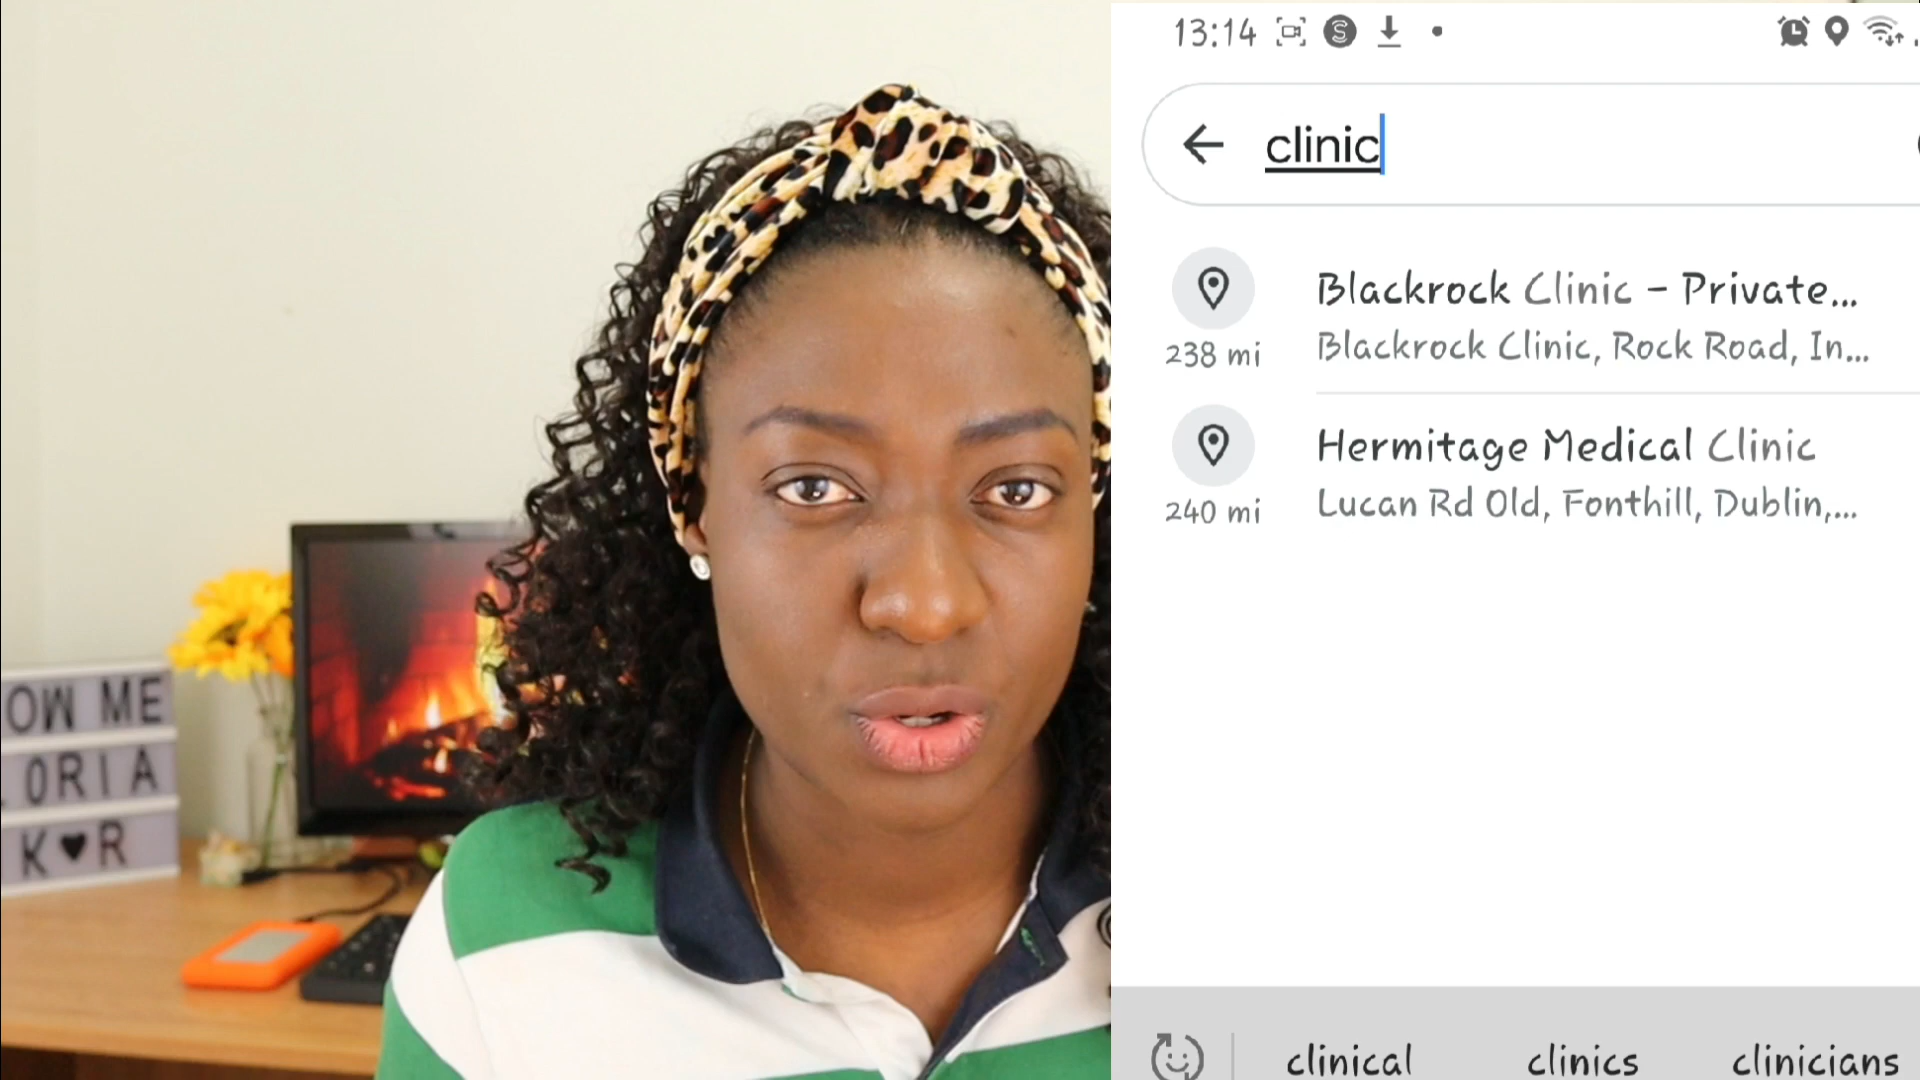 OW ME
ORIA
K♥R
13:14
clinic
Blackrock Clinic - Private...
238 mi
Blackrock Clinic, Rock Road, In...
Hermitage Medical Clinic
240 mi
Lucan Rd Old, Fonthill, Dublin,...
clinical clinics clinicians